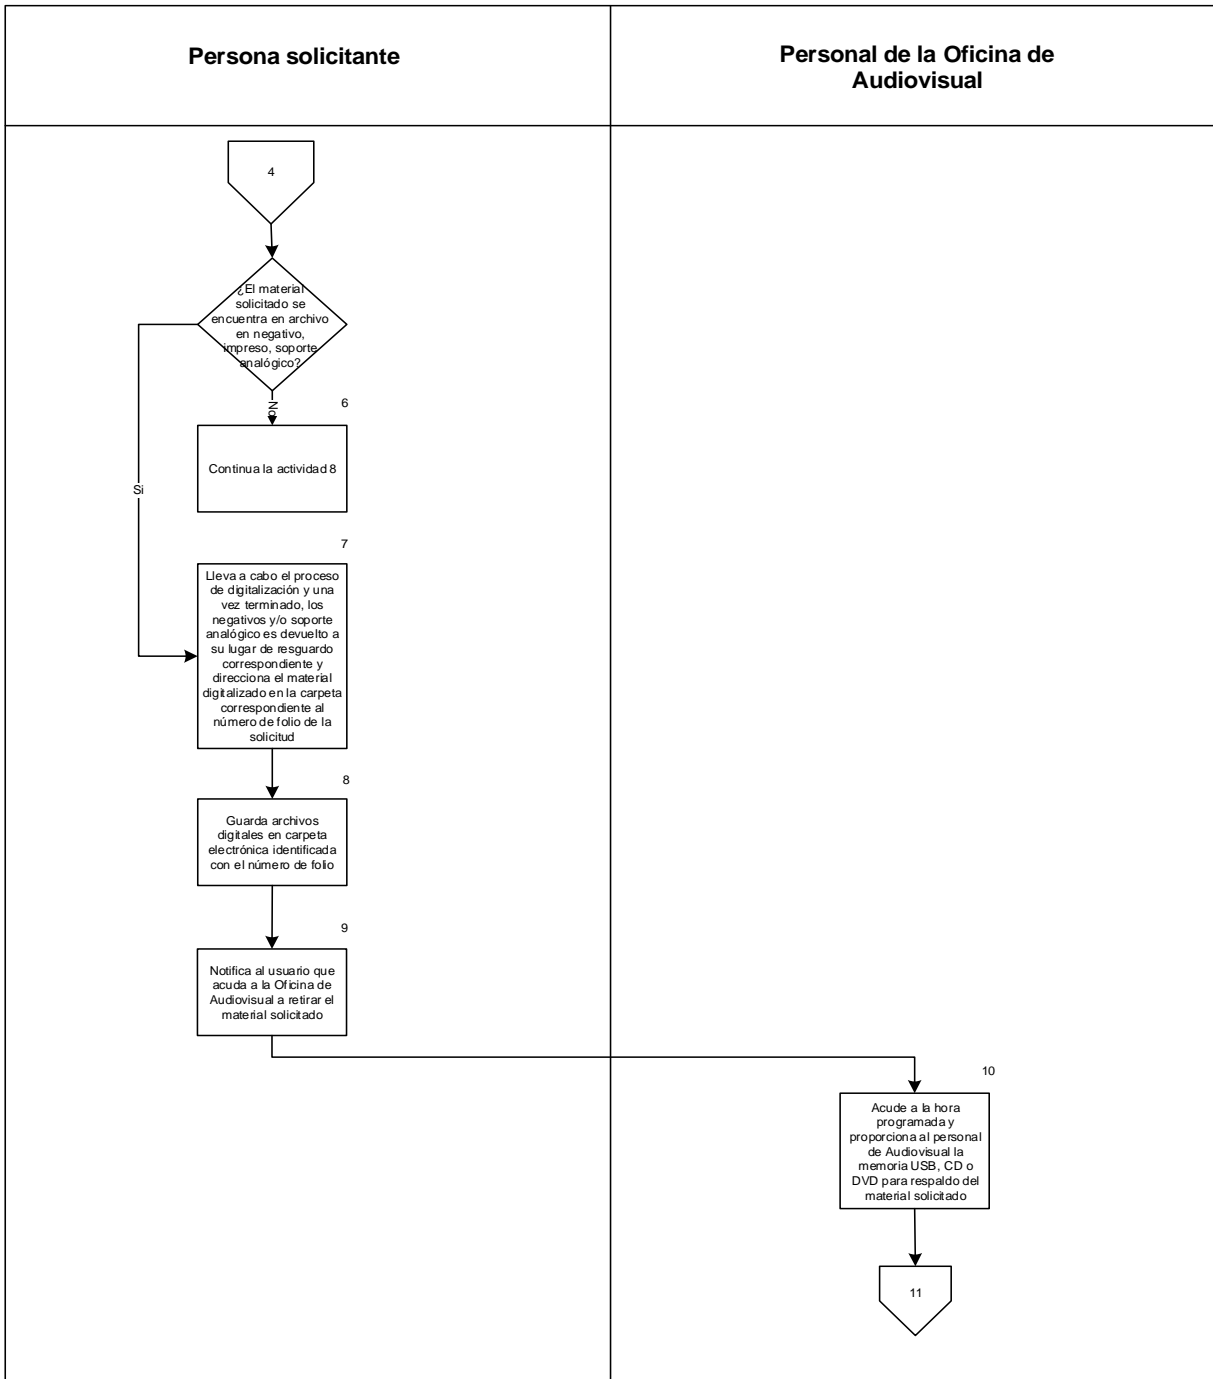 Persona solicitante
Personal de la Oficina de
Audiovisual
4
¿El material
solicitado se
encuentra en archivo
en negativo,
impreso, soporte
analógico?
No
6
Continua la actividad 8
Si
7
Lleva a cabo el proceso
de digitalización y una
vez terminado, los
negativos y/o soporte
analógico es devuelto a
su lugar de resguardo
correspondiente y
direcciona el material
digitalizado en la carpeta
correspondiente al
número de folio de la
solicitud
8
Guarda archivos
digitales en carpeta
electrónica identificada
con el número de folio
9
Notifica al usuario que
acuda a la Oficina de
Audiovisual a retirar el
material solicitado
10
Acude a la hora
programada y
proporciona al personal
de Audiovisual la
memoria USB, CD o
DVD para respaldo del
material solicitado
11